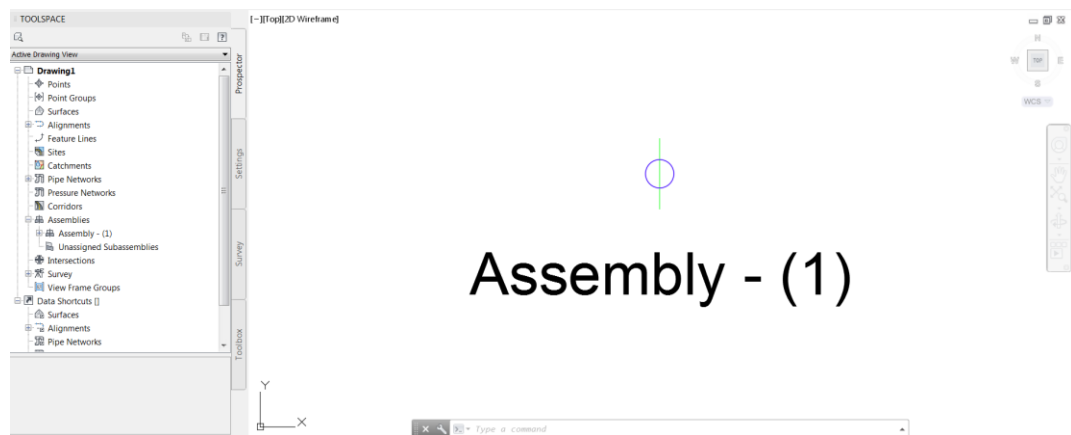 TOOLSPACE
Active Drawing View
Drawing1
Points
Point Groups
Surfaces
Alignments
Feature Lines
Sites
Catchments
Pipe Networks
Pressure Networks
Corridors
Assemblies
Assembly - (1)
Unassigned Subassemblies
Intersections
Survey
View Frame Groups
Data Shortcuts []
Surfaces
Alignments
Pipe Networks
Prospector
Settings
Survey
Toolbox
[−][Top][2D Wireframe]
N
W TOP E
S
WCS
Assembly - (1)
Y
X
Type a command